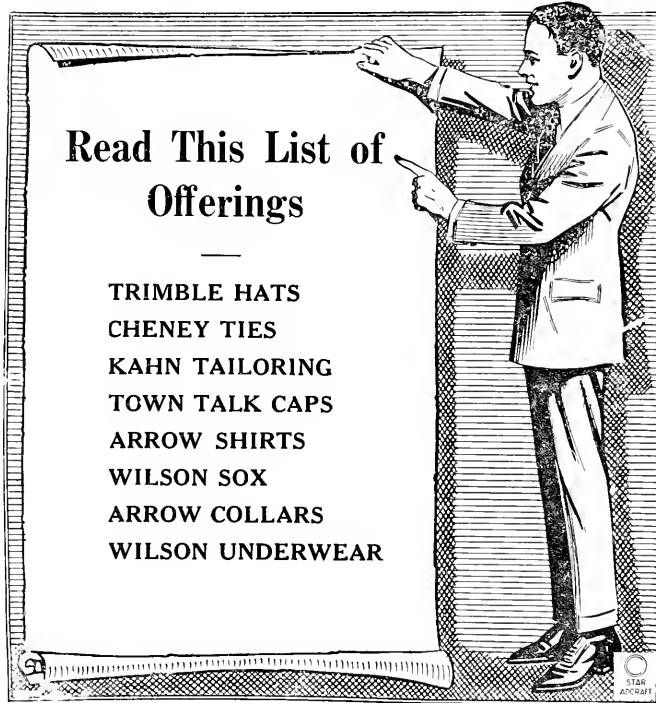 Read This List of
Offerings
TRIMBLE HATS
CHENEY TIES
KAHN TAILORING
TOWN TALK CAPS
ARROW SHIRTS
WILSON SOX
ARROW COLLARS
WILSON UNDERWEAR
STAR
ADCRAFT